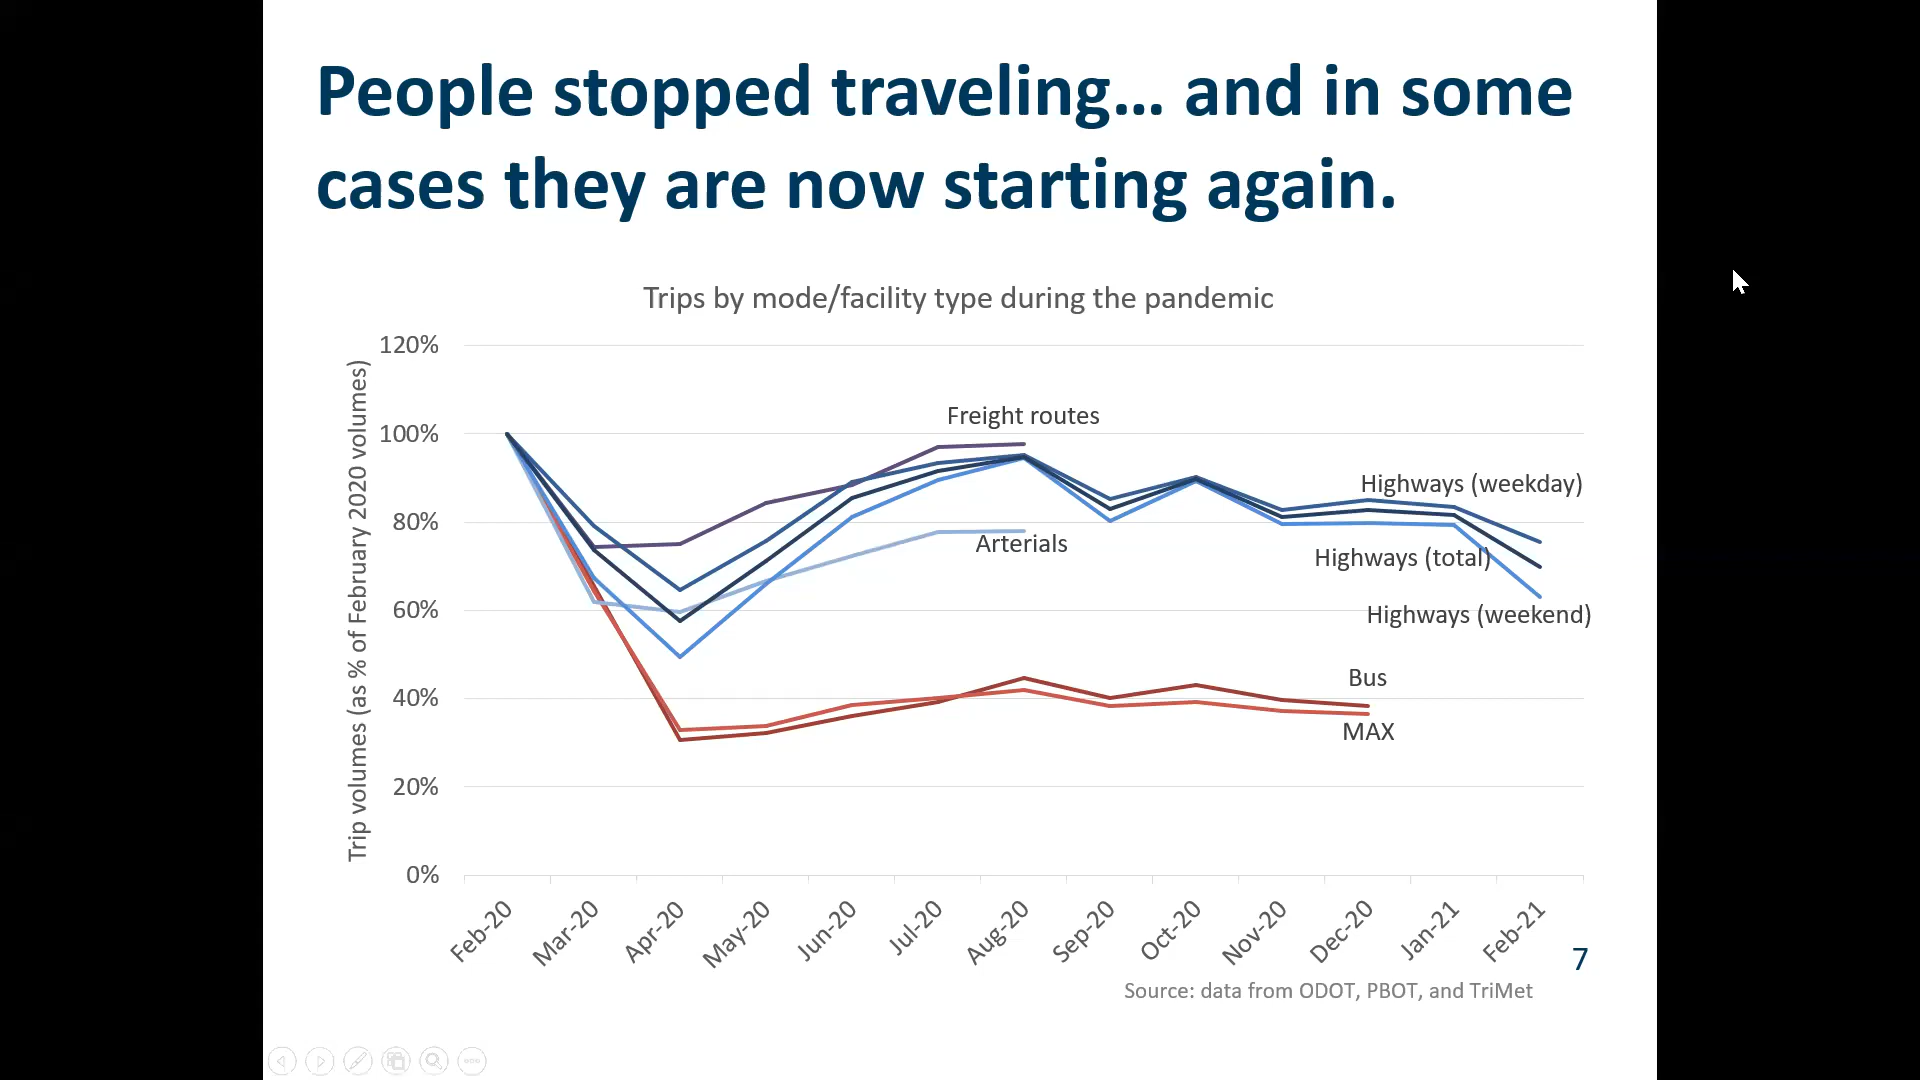 People stopped traveling... and in some
cases they are now starting again.
Trips by mode/facility type during the pandemic
Trip volumes (as % of February 2020 volumes)
120%
100%
80%
60%
40%
20%
0%
Freight routes
Highways (weekday)
Arterials
Highways (total)
Highways (weekend)
Bus
MAX
Feb-20
Mar-20
Apr-20
May-20
Jun-20
Jul-20
Aug-20
Sep-20
Oct-20
Nov-20
Dec-20
Jan-21
Feb-21
7
Source: data from ODOT, PBOT, and TriMet